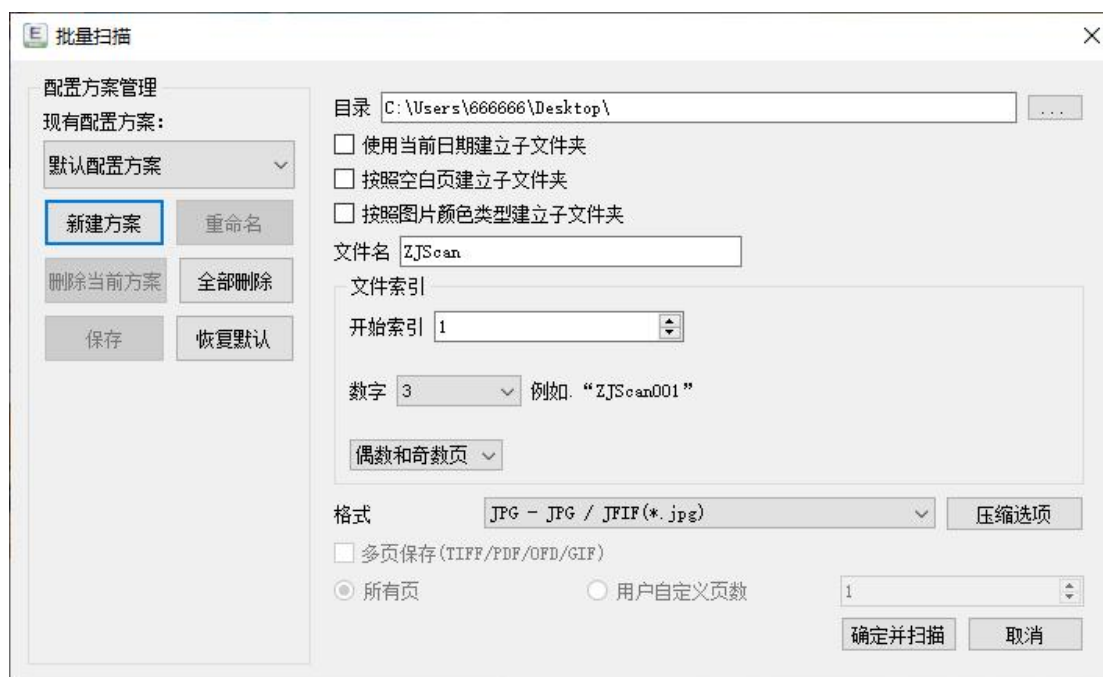 批量扫描
配置方案管理
现有配置方案:
默认配置方案
新建方案
重命名
删除当前方案
全部删除
保存
恢复默认
目录 C:\Users\666666\Desktop\ ...
使用当前日期建立子文件夹
按照空白页建立子文件夹
按照图片颜色类型建立子文件夹
文件名 ZJScan
文件索引
开始索引 1
数字 3 例如. “ZJScan001”
偶数和奇数页
格式 JPG - JPG / JFIF(*.jpg) 压缩选项
多页保存(TIFF/PDF/OFD/GIF)
所有页 用户自定义页数 1
确定并扫描 取消